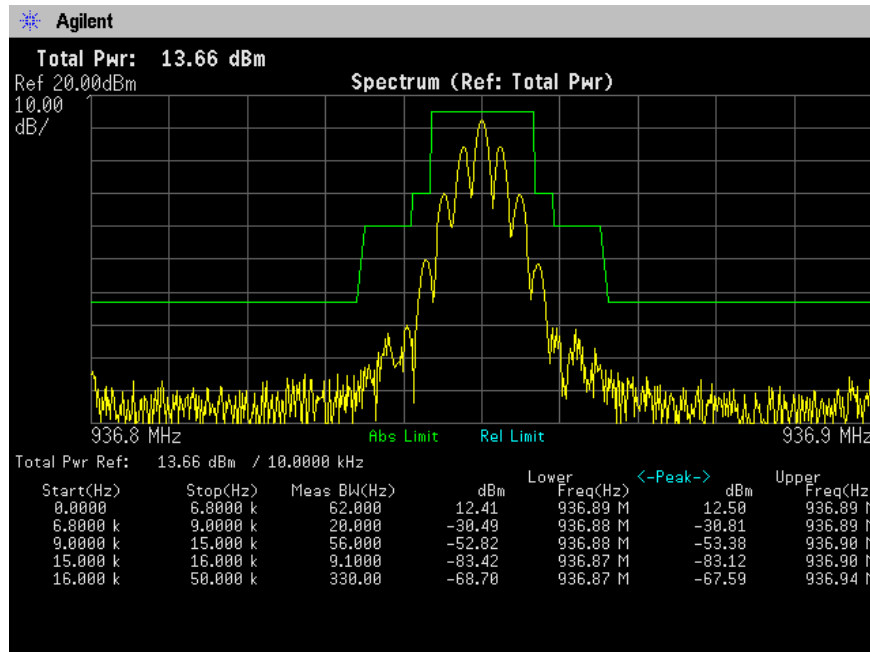 Agilent
Total Pwr: 13.66 dBm
Ref 20.00dBm Spectrum (Ref: Total Pwr)
10.00
dB/
936.8 MHz Abs Limit Rel Limit 936.9 MHz
Total Pwr Ref: 13.66 dBm / 10.0000 kHz
Lower <-Peak-> Upper
Start(Hz) Stop(Hz) Meas BW(Hz) dBm Freq(Hz) dBm Freq(Hz
0.0000 6.8000 k 62.000 12.41 936.89 M 12.50 936.89 M
6.8000 k 9.0000 k 20.000 -30.49 936.88 M -30.81 936.89 M
9.0000 k 15.000 k 56.000 -52.82 936.88 M -53.38 936.90 M
15.000 k 16.000 k 9.1000 -83.42 936.87 M -83.12 936.90 M
16.000 k 50.000 k 330.00 -68.70 936.87 M -67.59 936.94 M